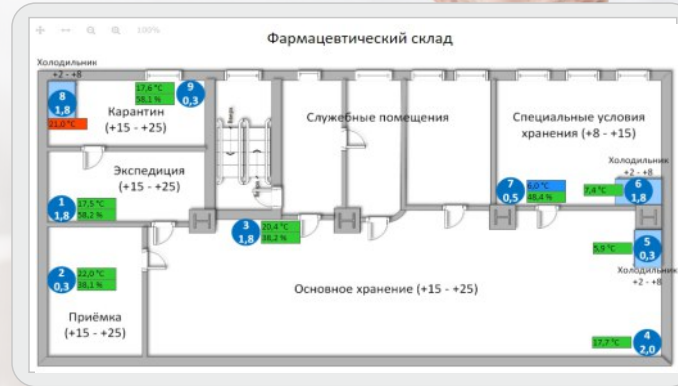 100%
Фармацевтический склад
Холодильник
+2 - +8
8
1,8
21,0 °C
17,6 °C
58,1 %
9
0,3
Карантин
(+15 - +25)
Служебные помещения
Специальные условия
хранения (+8 - +15)
Экспедиция
(+15 - +25)
1
1,8
17,5 °C
58,2 %
Холодильник
+2 - +8
7
0,5
6,0 °C
48,4 %
7,4 °C
6
1,8
3
1,8
20,4 °C
38,2 %
2
0,3
22,0 °C
38,1 %
5,9 °C
5
0,3
Холодильник
+2 - +8
Основное хранение (+15 - +25)
Приёмка
(+15 - +25)
17,7 °C
4
2,0